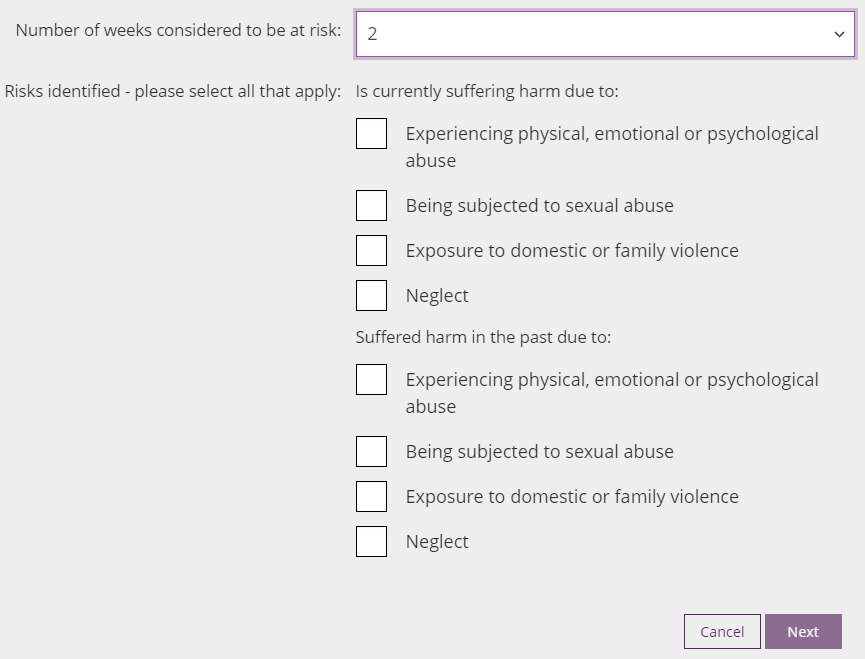 Number of weeks considered to be at risk:
2
Risks identified - please select all that apply:
Is currently suffering harm due to:
Experiencing physical, emotional or psychological
abuse
Being subjected to sexual abuse
Exposure to domestic or family violence
Neglect
Suffered harm in the past due to:
Experiencing physical, emotional or psychological
abuse
Being subjected to sexual abuse
Exposure to domestic or family violence
Neglect
Cancel
Next